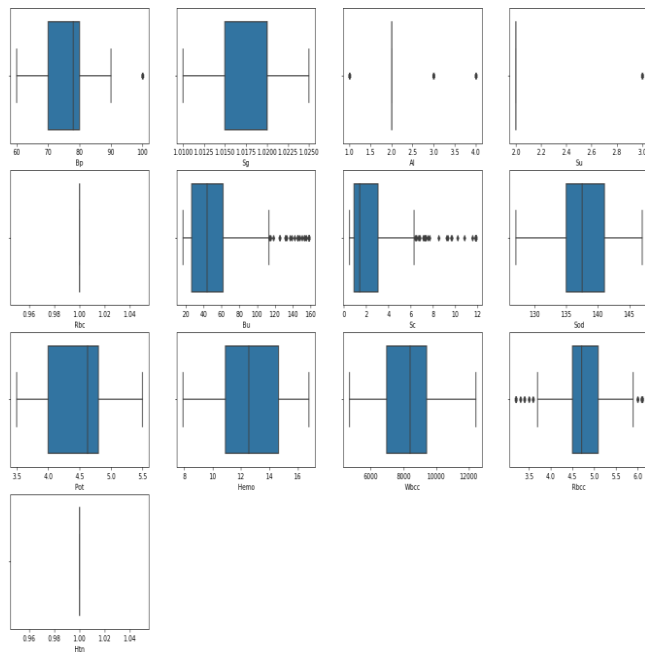 60 70 80 90 100
Bp
1.0100 1.0125 1.0150 1.0175 1.0200 1.0225 1.0250
Sg
1.0 1.5 2.0 2.5 3.0 3.5 4.0
Al
2.0 2.2 2.4 2.6 2.8 3.0
Su
0.96 0.98 1.00 1.02 1.04
Rbc
20 40 60 80 100 120 140 160
Bu
0 2 4 6 8 10 12
Sc
130 135 140 145
Sod
3.5 4.0 4.5 5.0 5.5
Pot
8 10 12 14 16
Hemo
6000 8000 10000 12000
Wbcc
3.5 4.0 4.5 5.0 5.5 6.0
Rbcc
0.96 0.98 1.00 1.02 1.04
Htn